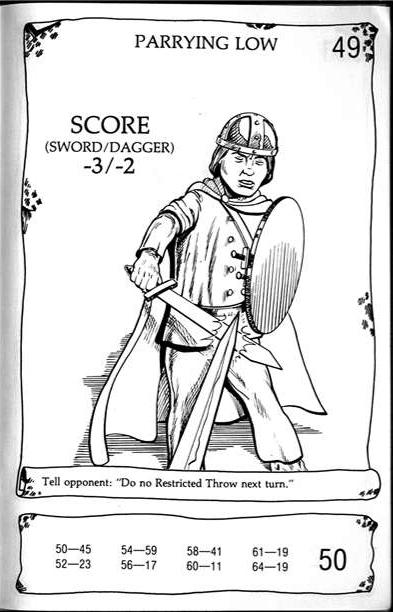 PARRYING LOW
49
SCORE
(SWORD/DAGGER)
-3/-2
Tell opponent: "Do no Restricted Throw next turn."
50—45 54—59 58—41 61—19
52—23 56—17 60—11 64—19
50